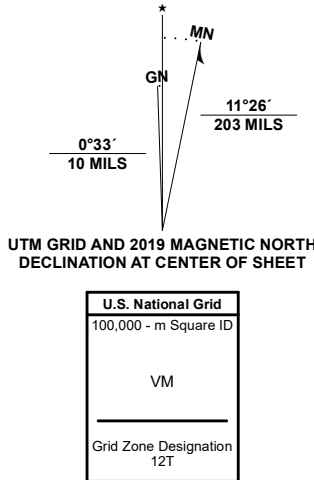 ★
MN
GN
0°33´
10 MILS
11°26´
203 MILS
UTM GRID AND 2019 MAGNETIC NORTH
DECLINATION AT CENTER OF SHEET
U.S. National Grid
100,000 - m Square ID
VM
Grid Zone Designation
12T